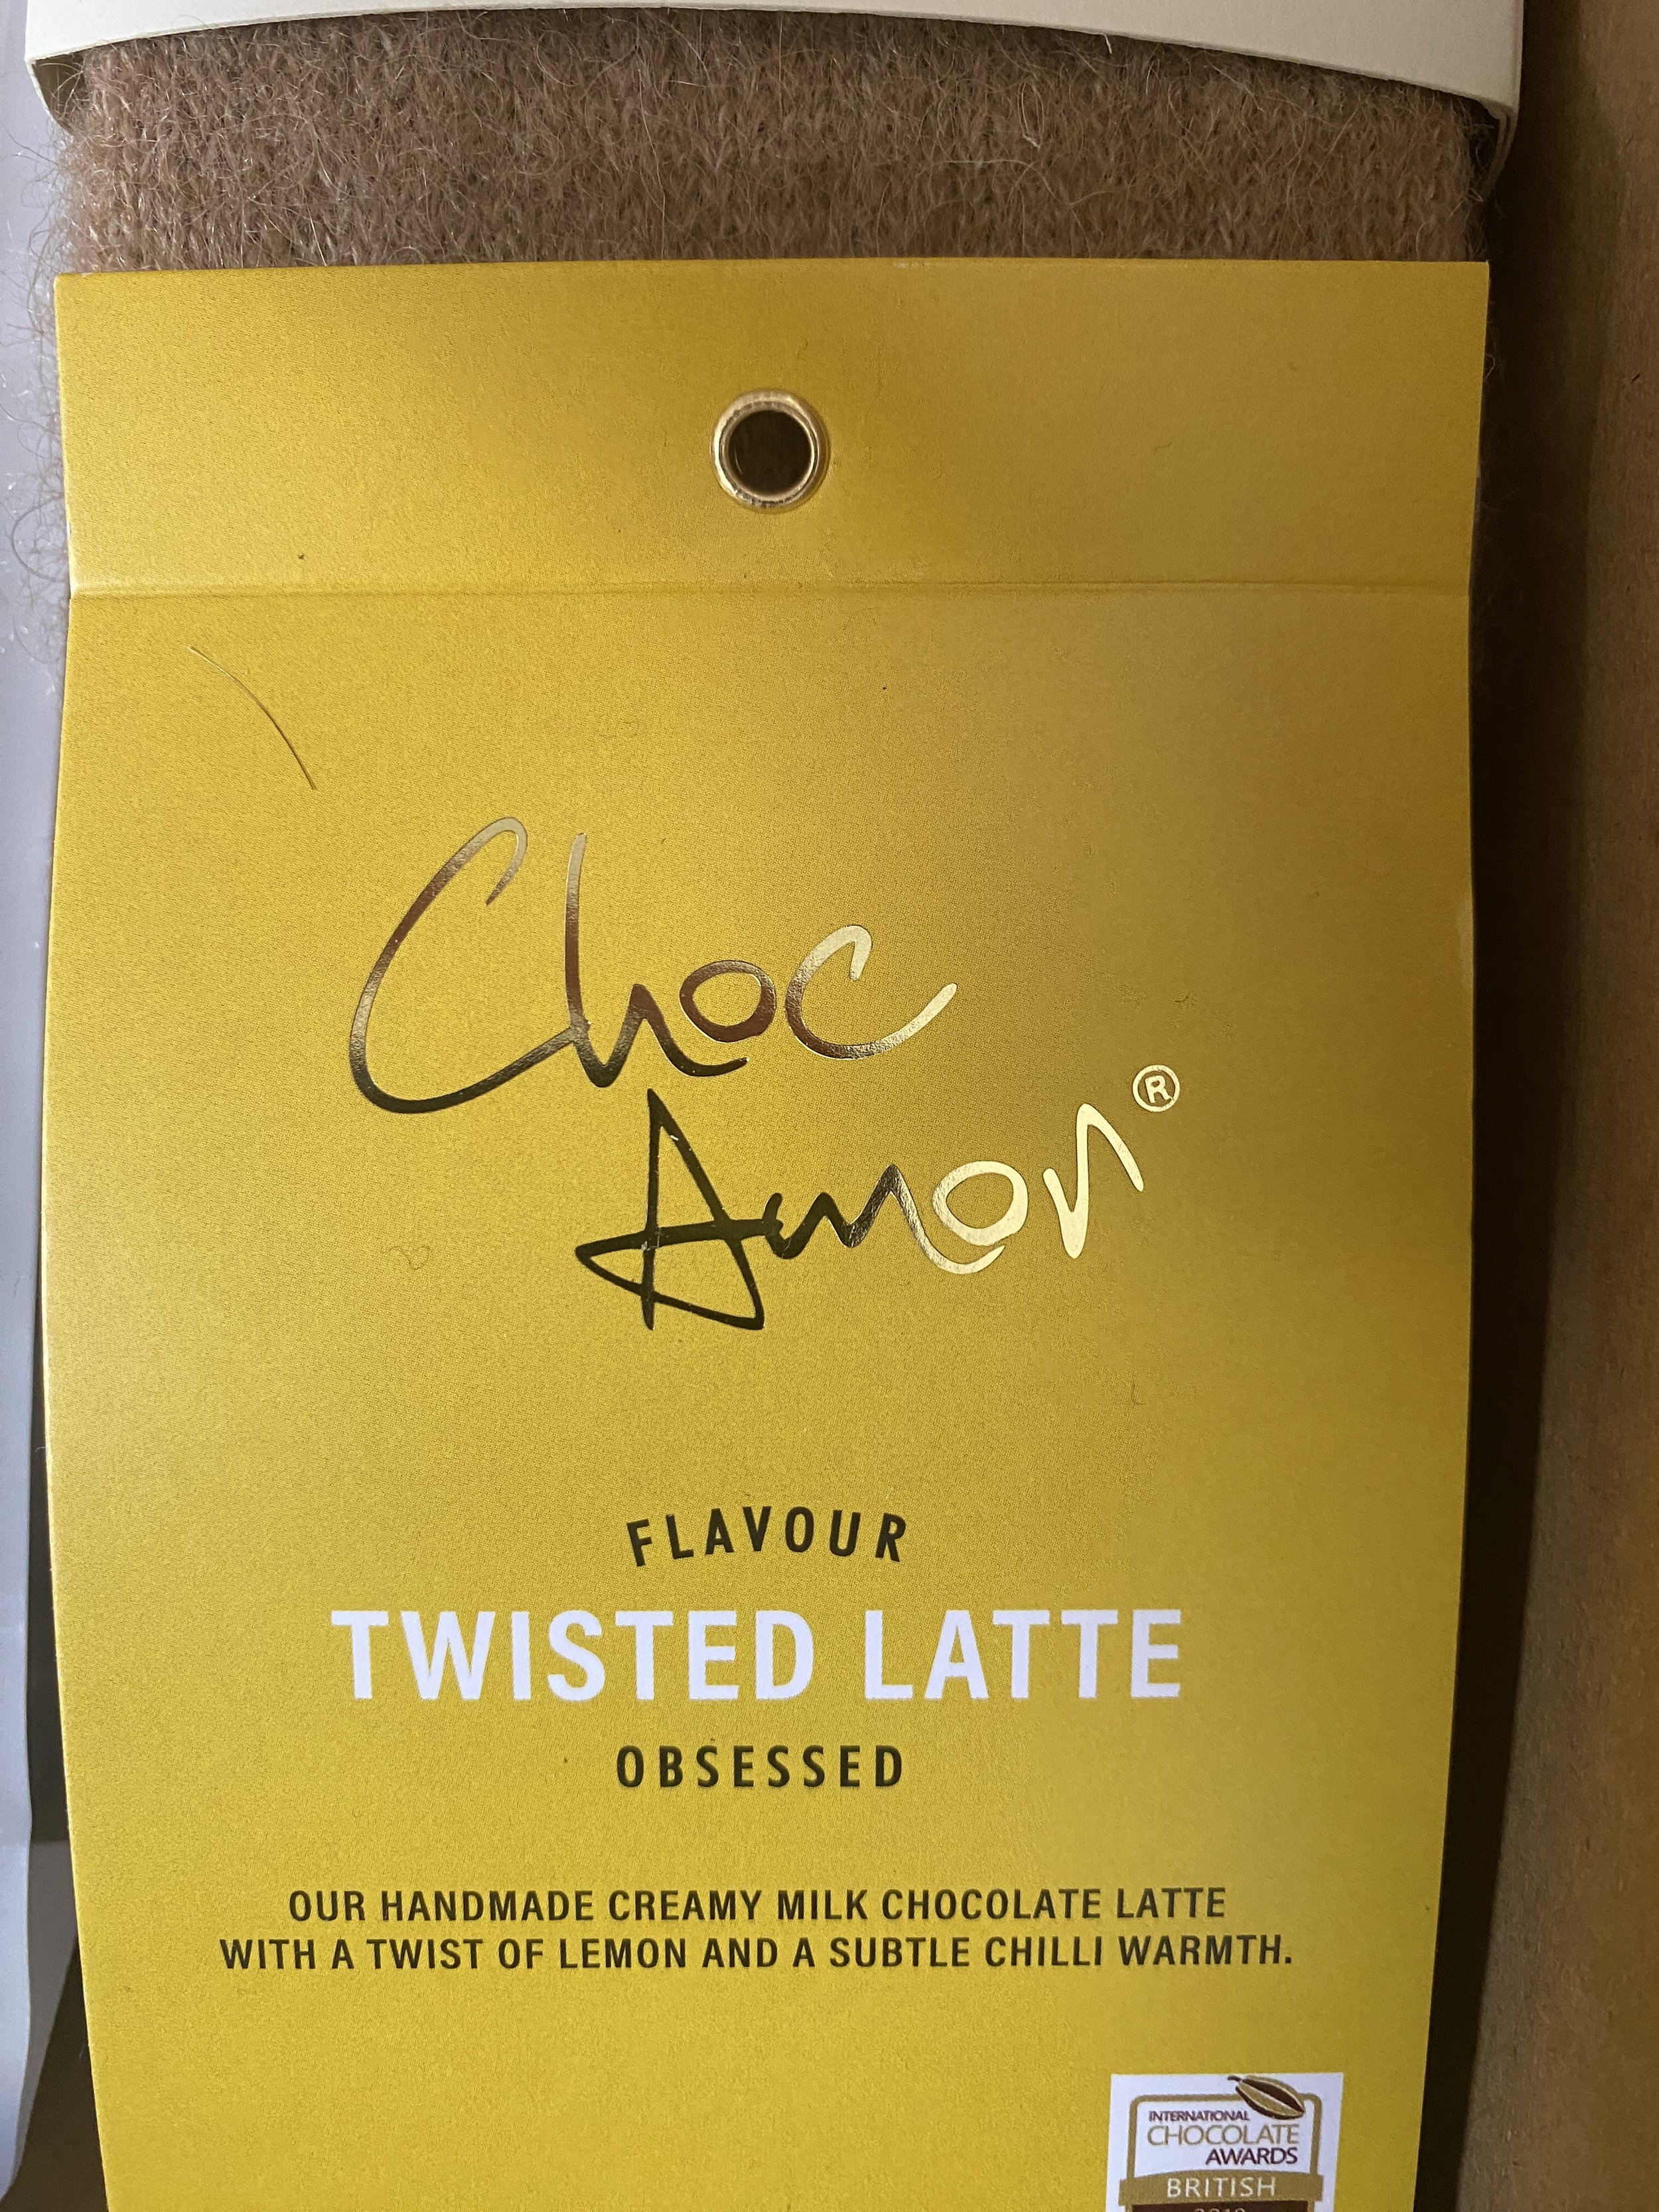 Choc
Amor®
FLAVOUR
TWISTED LATTE
OBSESSED
OUR HANDMADE CREAMY MILK CHOCOLATE LATTE
WITH A TWIST OF LEMON AND A SUBTLE CHILLI WARMTH.
INTERNATIONAL
CHOCOLATE
AWARDS
BRITISH